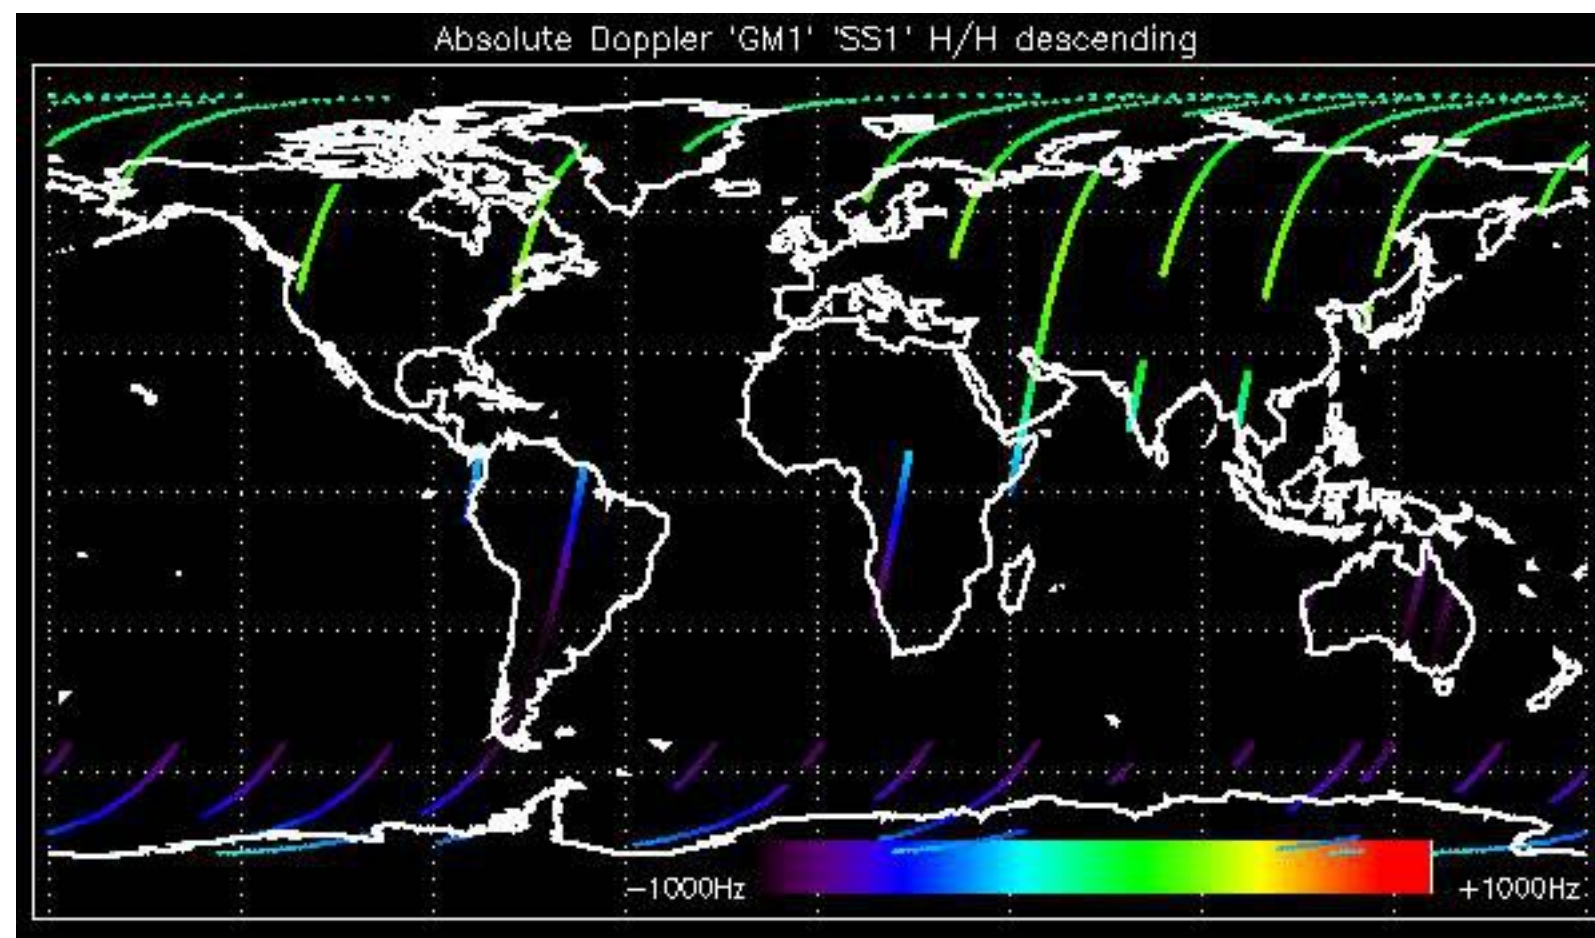 Absolute Doppler 'GM1' 'SS1' H/H descending
−1000Hz
+1000Hz